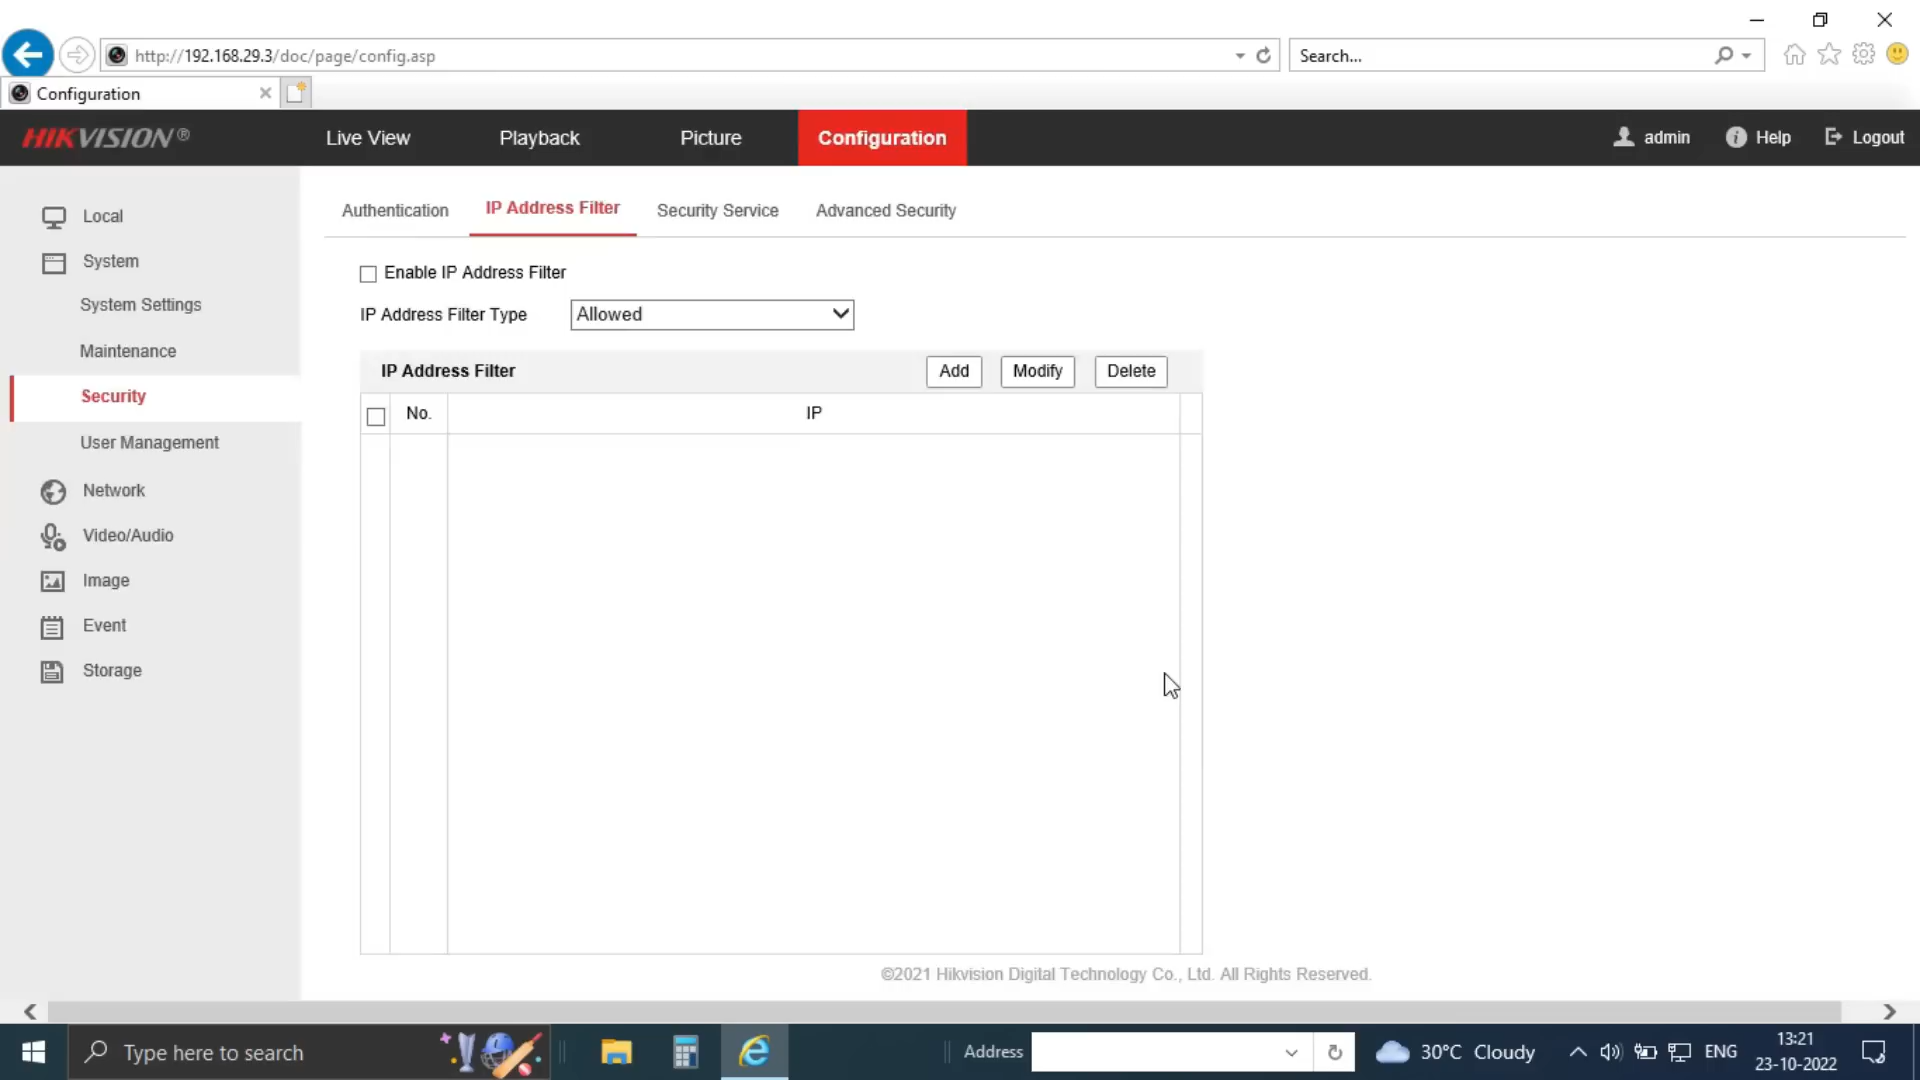 http://192.168.29.3/doc/page/config.asp
Search...
Configuration
HIKVISION®
Live View
Playback
Picture
Configuration
admin
Help
Logout
Local
System
System Settings
Maintenance
Security
User Management
Network
Video/Audio
Image
Event
Storage
Authentication
IP Address Filter
Security Service
Advanced Security
Enable IP Address Filter
IP Address Filter Type
Allowed
IP Address Filter
Add
Modify
Delete
No.
IP
©2021 Hikvision Digital Technology Co., Ltd. All Rights Reserved.
Type here to search
Address
30°C Cloudy
ENG
13:21
23-10-2022